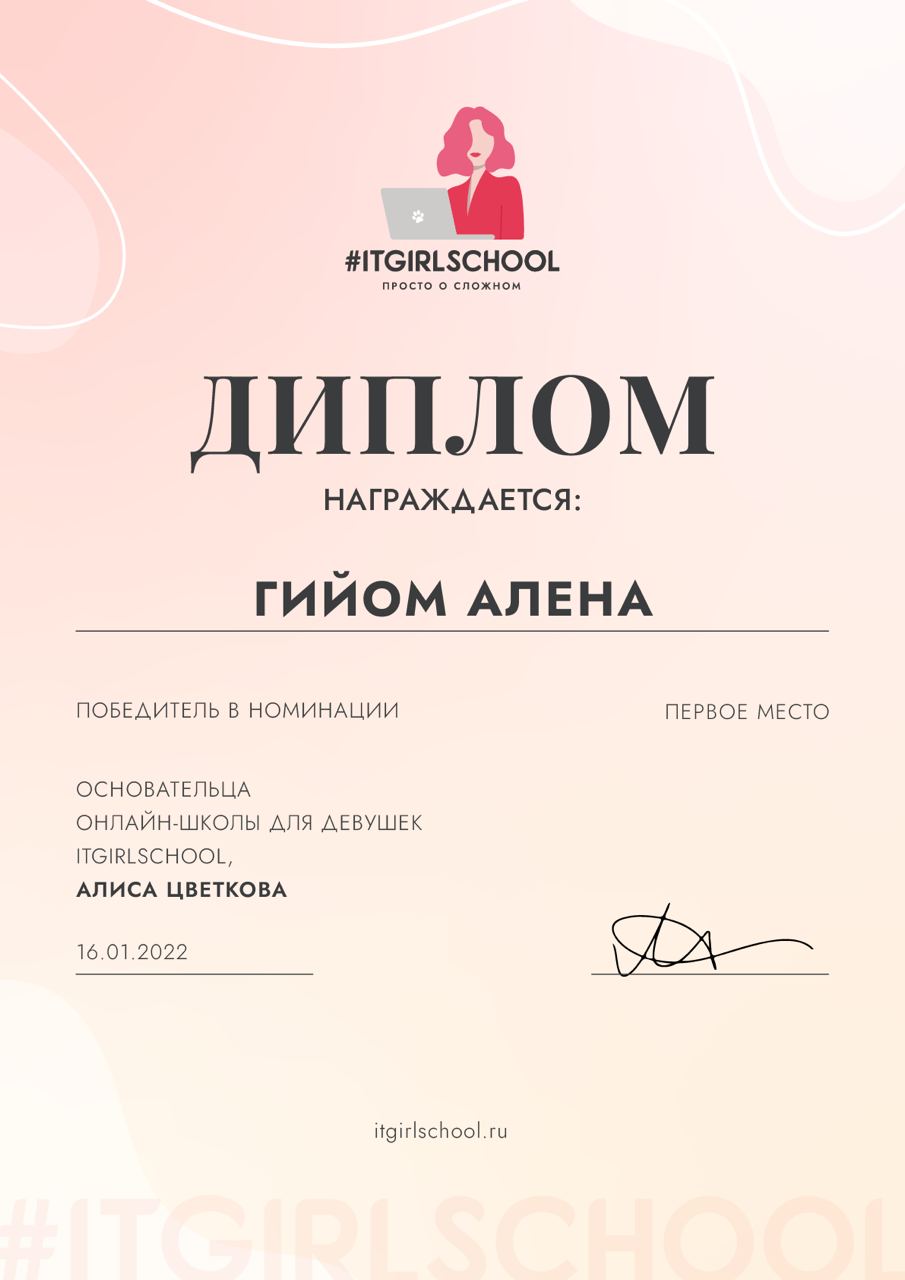 #ITGIRLSCHOOL
ПРОСТО О СЛОЖНОМ
ДИПЛОМ
НАГРАЖДАЕТСЯ:
ГИЙОМ АЛЕНА
ПОБЕДИТЕЛЬ В НОМИНАЦИИ
ПЕРВОЕ МЕСТО
ОСНОВАТЕЛЬЦА
ОНЛАЙН-ШКОЛЫ ДЛЯ ДЕВУШЕК
ITGIRLSCHOOL,
АЛИСА ЦВЕТКОВА
16.01.2022
itgirlschool.ru
#ITGIRLSCHOOL